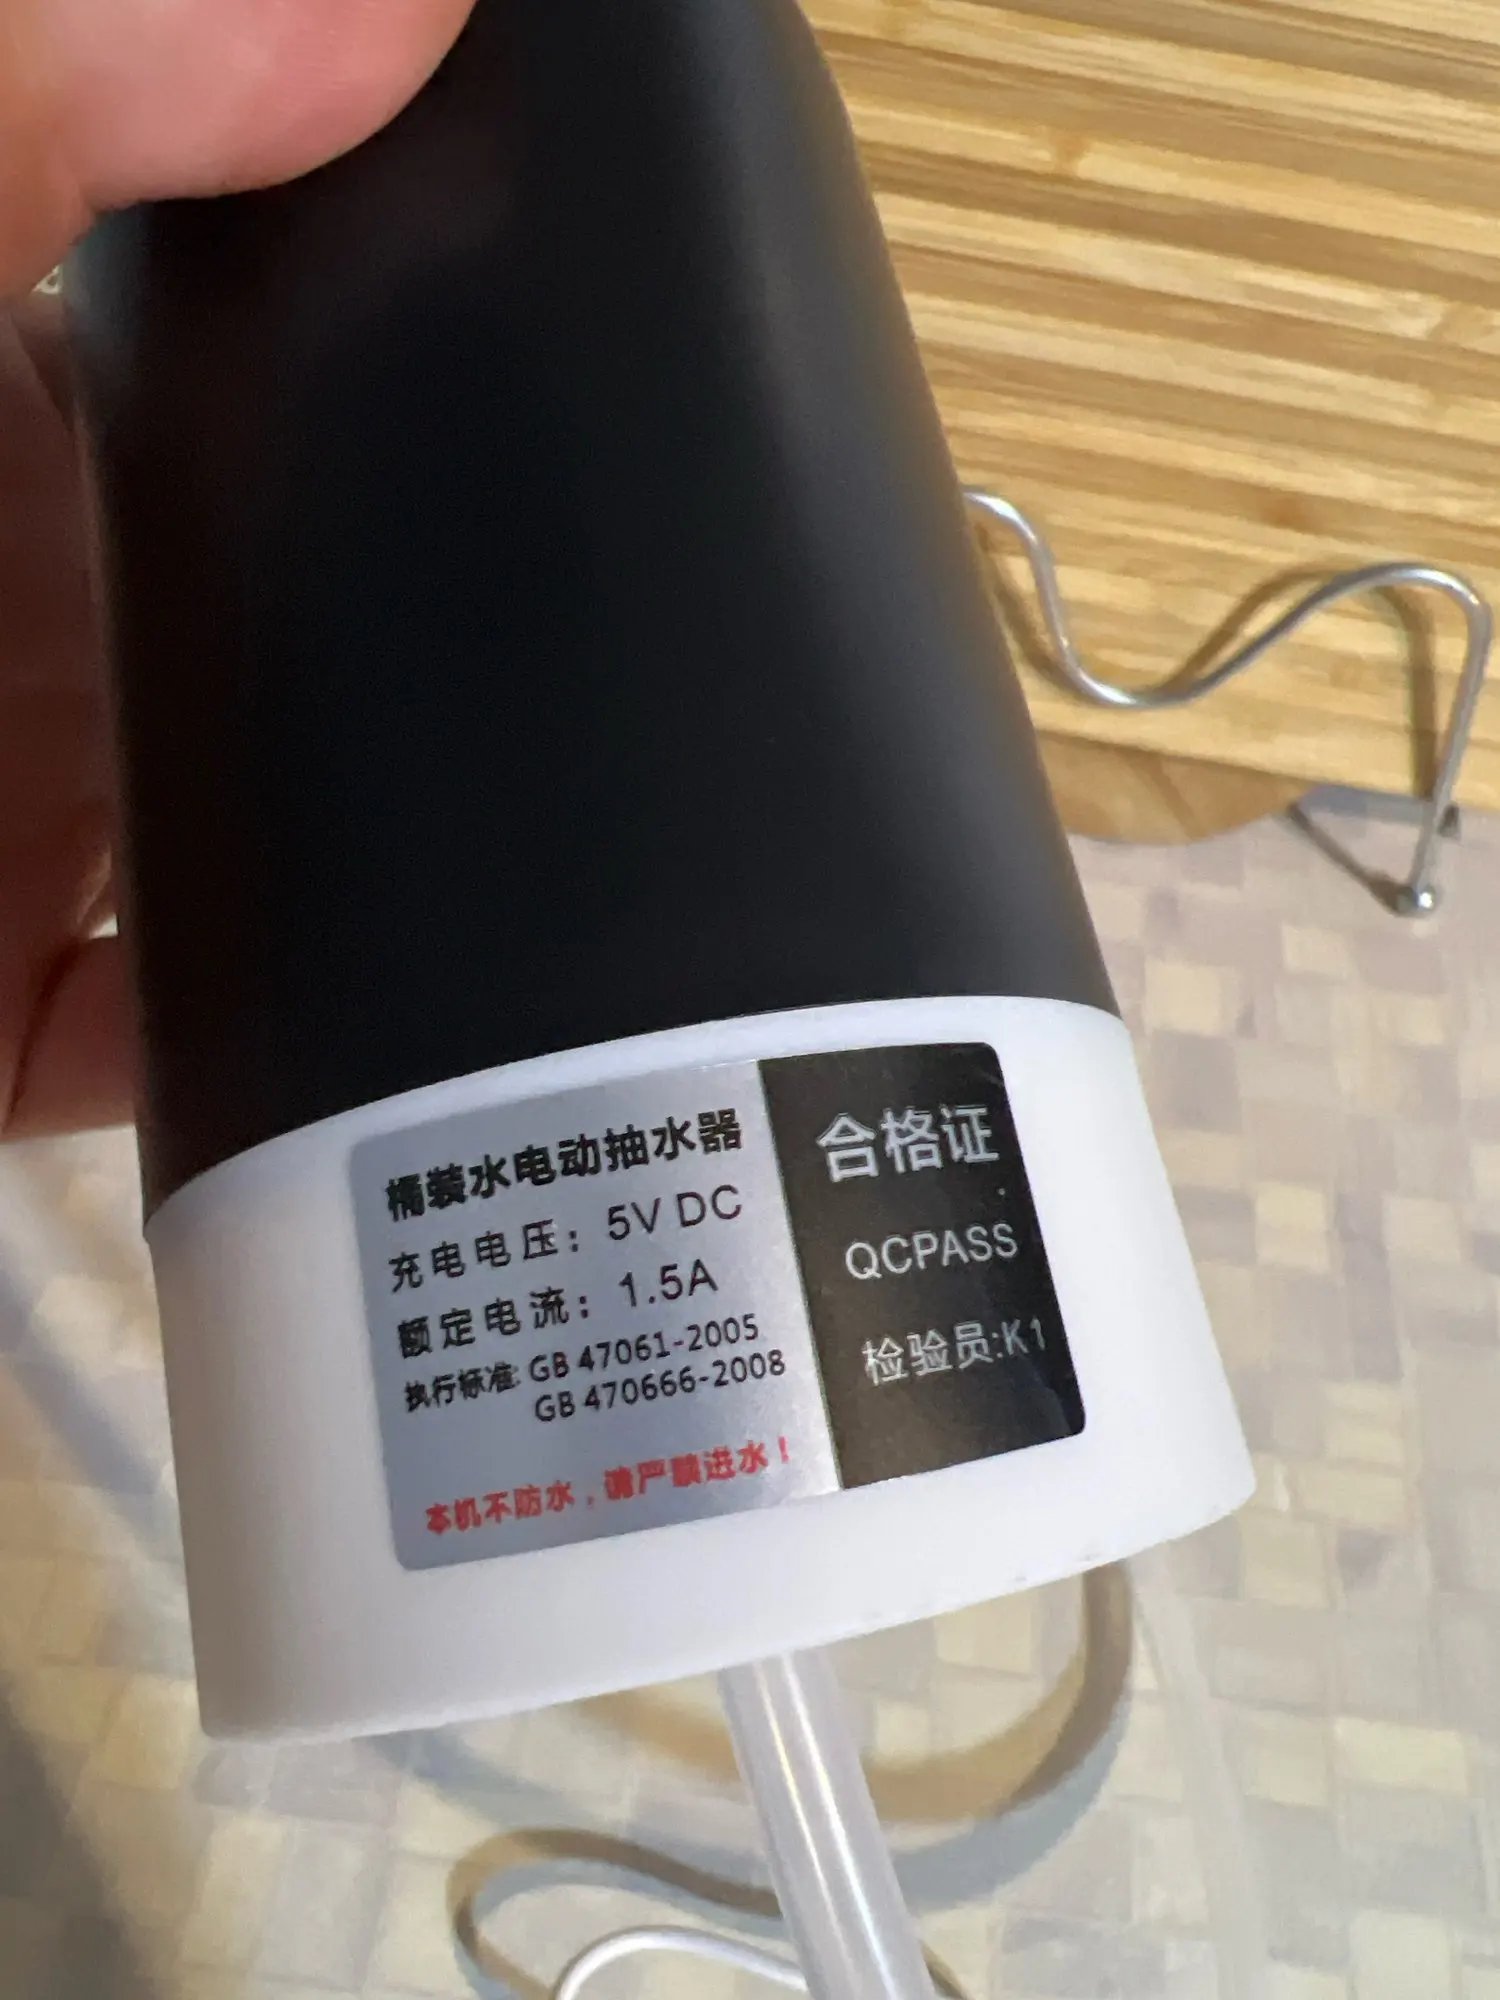 桶装水电动抽水器
充电电压：5V DC
额定电流：1.5A
执行标准: GB 47061-2005
GB 470666-2008
本机不防水，请严禁进水！
合格证
QCPASS
检验员:K1